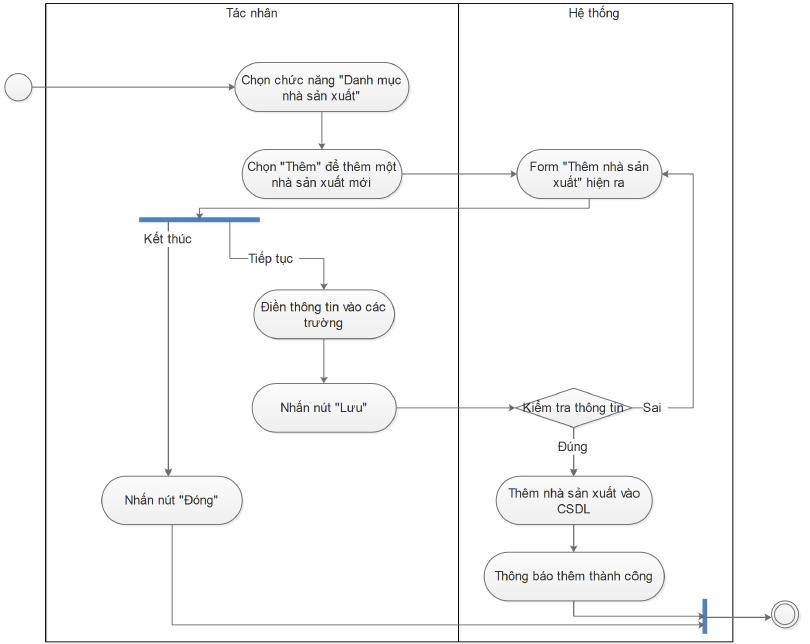 Tác nhân
Hệ thống
Chọn chức năng "Danh mục
nhà sản xuất"
Chọn "Thêm" để thêm một
nhà sản xuất mới
Form "Thêm nhà sản
xuất" hiện ra
Kết thúc
Tiếp tục
Điền thông tin vào các
trường
Nhấn nút "Lưu"
Kiểm tra thông tin
Sai
Đúng
Nhấn nút "Đóng"
Thêm nhà sản xuất vào
CSDL
Thông báo thêm thành công